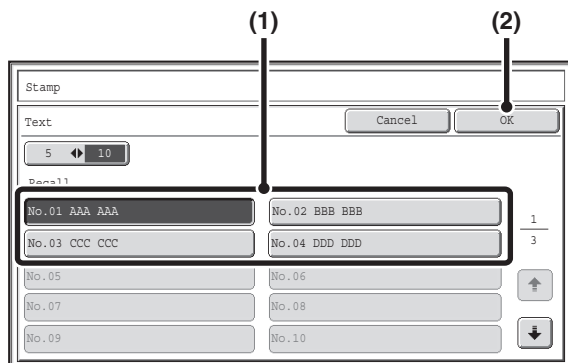 (1) (2)
Stamp
Text Cancel OK
5 10
Recall
No.01 AAA AAA No.02 BBB BBB
1
No.03 CCC CCC No.04 DDD DDD
3
No.05 No.06
No.07 No.08
No.09 No.10